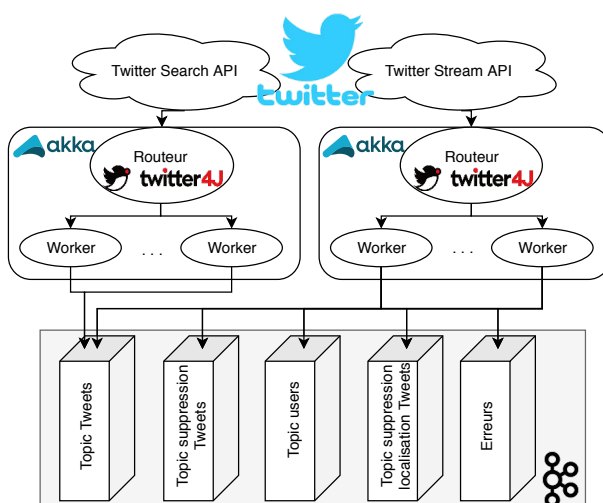 Twitter Search API
Twitter Stream API
twitter
akka
Routeur
twitter4J
akka
Routeur
twitter4J
Worker
. . .
Worker
Worker
. . .
Worker
Topic Tweets
Topic suppression
Tweets
Topic users
Topic suppression
localisation Tweets
Erreurs